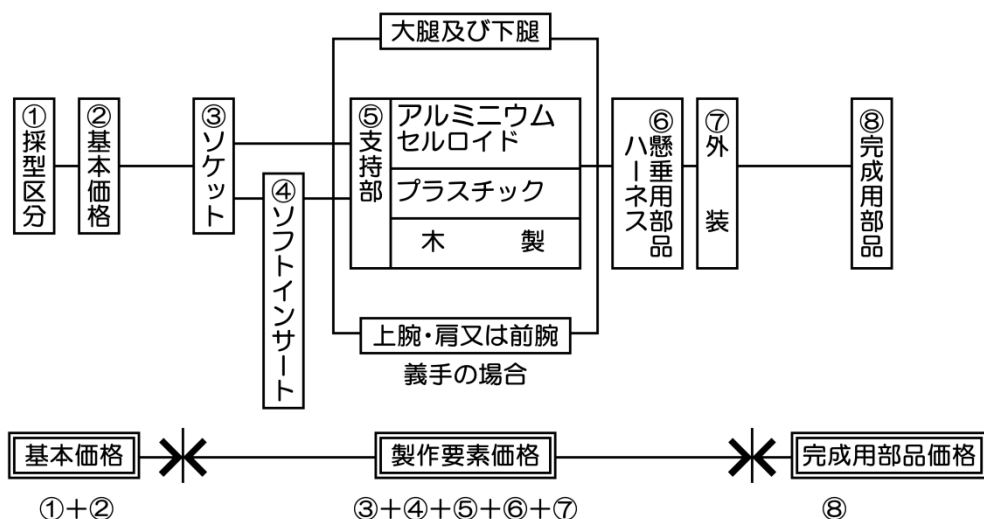 大腿及び下腿
①採型区分
②基本価格
③ソケット
④ソフトインサート
⑤支持部
アルミニウム
セルロイド
プラスチック
木 製
⑥懸垂用部品
ハーネス
⑦外 装
⑧完成用部品
上腕・肩又は前腕
義手の場合
基本価格
製作要素価格
完成用部品価格
①+②
③+④+⑤+⑥+⑦
⑧